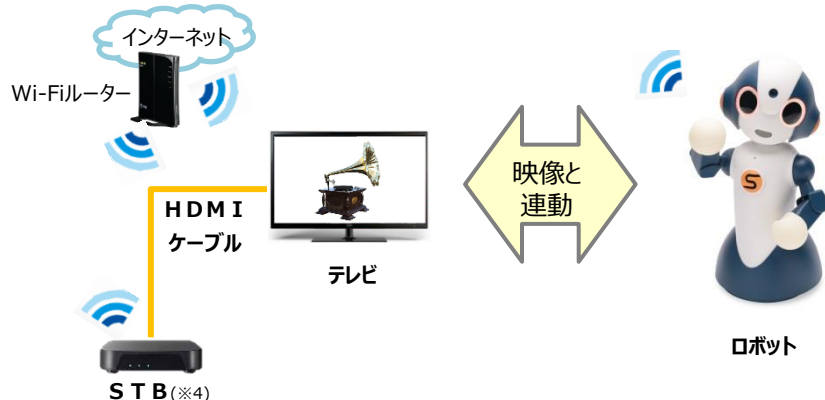 インターネット
Wi-Fiルーター
HDMI
ケーブル
テレビ
映像と
連動
S
ロボット
STB(※4)